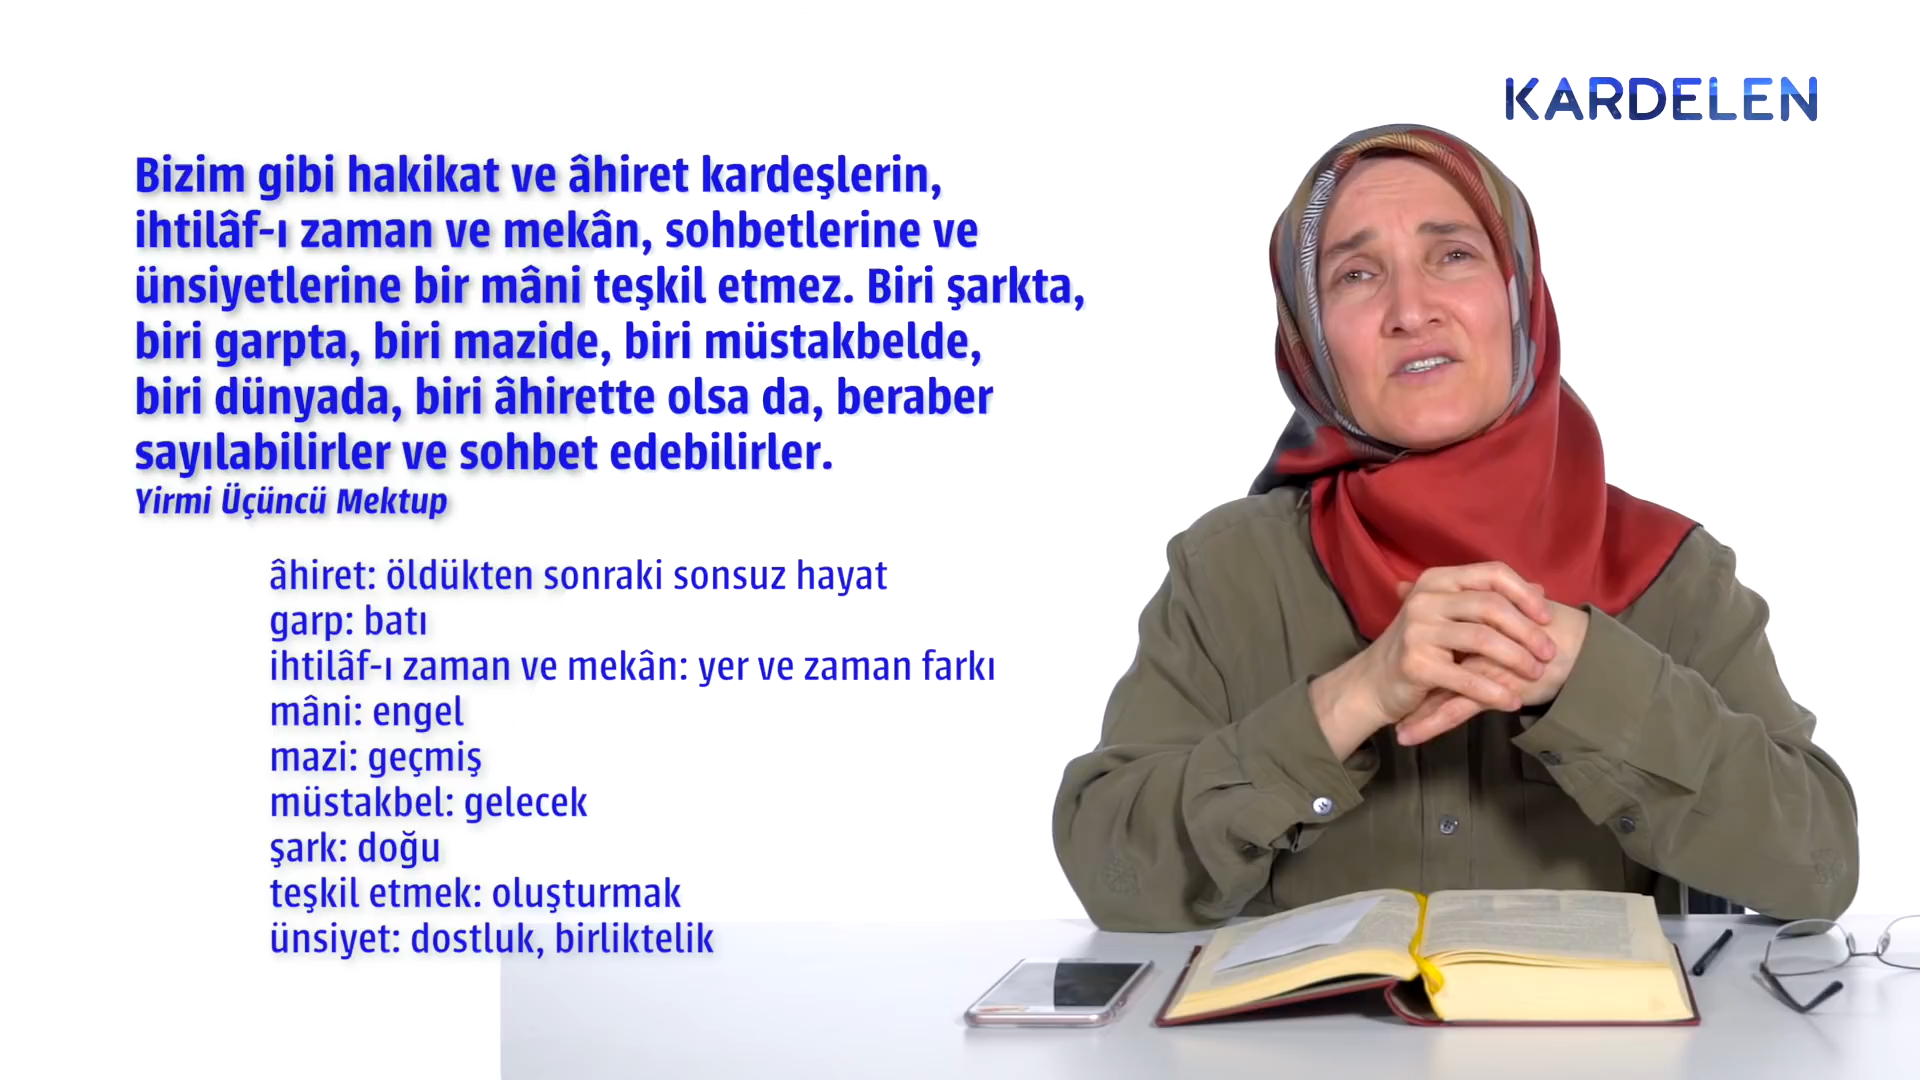 KARDELEN
Bizim gibi hakikat ve âhiret kardeşlerin,
ihtilâf-ı zaman ve mekân, sohbetlerine ve
ünsiyetlerine bir mâni teşkil etmez. Biri şarkta,
biri garpta, biri mazide, biri müstakbelde,
biri dünyada, biri âhirette olsa da, beraber
sayılabilirler ve sohbet edebilirler.
Yirmi Üçüncü Mektup
âhiret: öldükten sonraki sonsuz hayat
garp: batı
ihtilâf-ı zaman ve mekân: yer ve zaman farkı
mâni: engel
mazi: geçmiş
müstakbel: gelecek
şark: doğu
teşkil etmek: oluşturmak
ünsiyet: dostluk, birliktelik